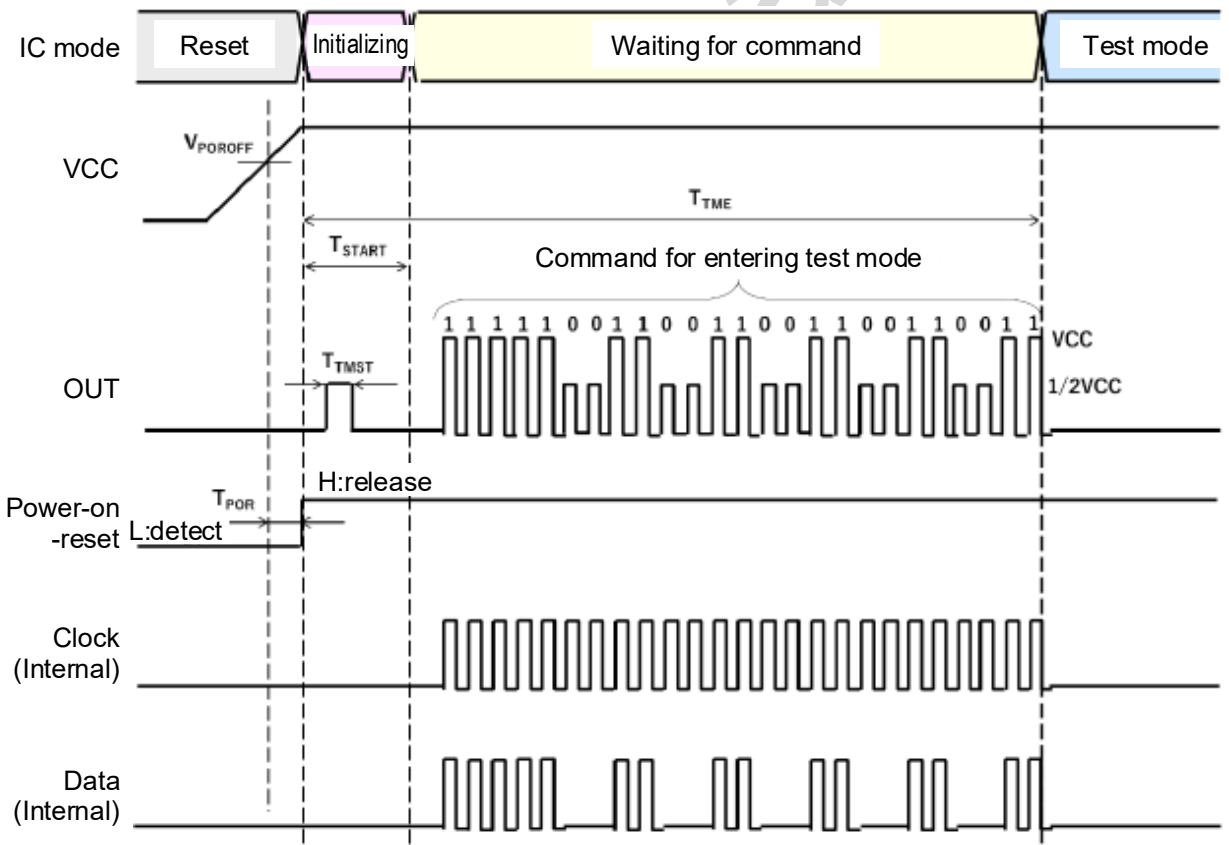 IC mode
Reset
Initializing
Waiting for command
Test mode
VCC
VPOROFF
TTME
TSTART
Command for entering test mode
1 1 1 1 1 0 0 1 1 0 0 1 1 0 0 1 1 0 0 1 1 0 0 1 1
VCC
TTMST
1/2VCC
OUT
H:release
TPOR
Power-on
-reset
L:detect
Clock
(Internal)
Data
(Internal)